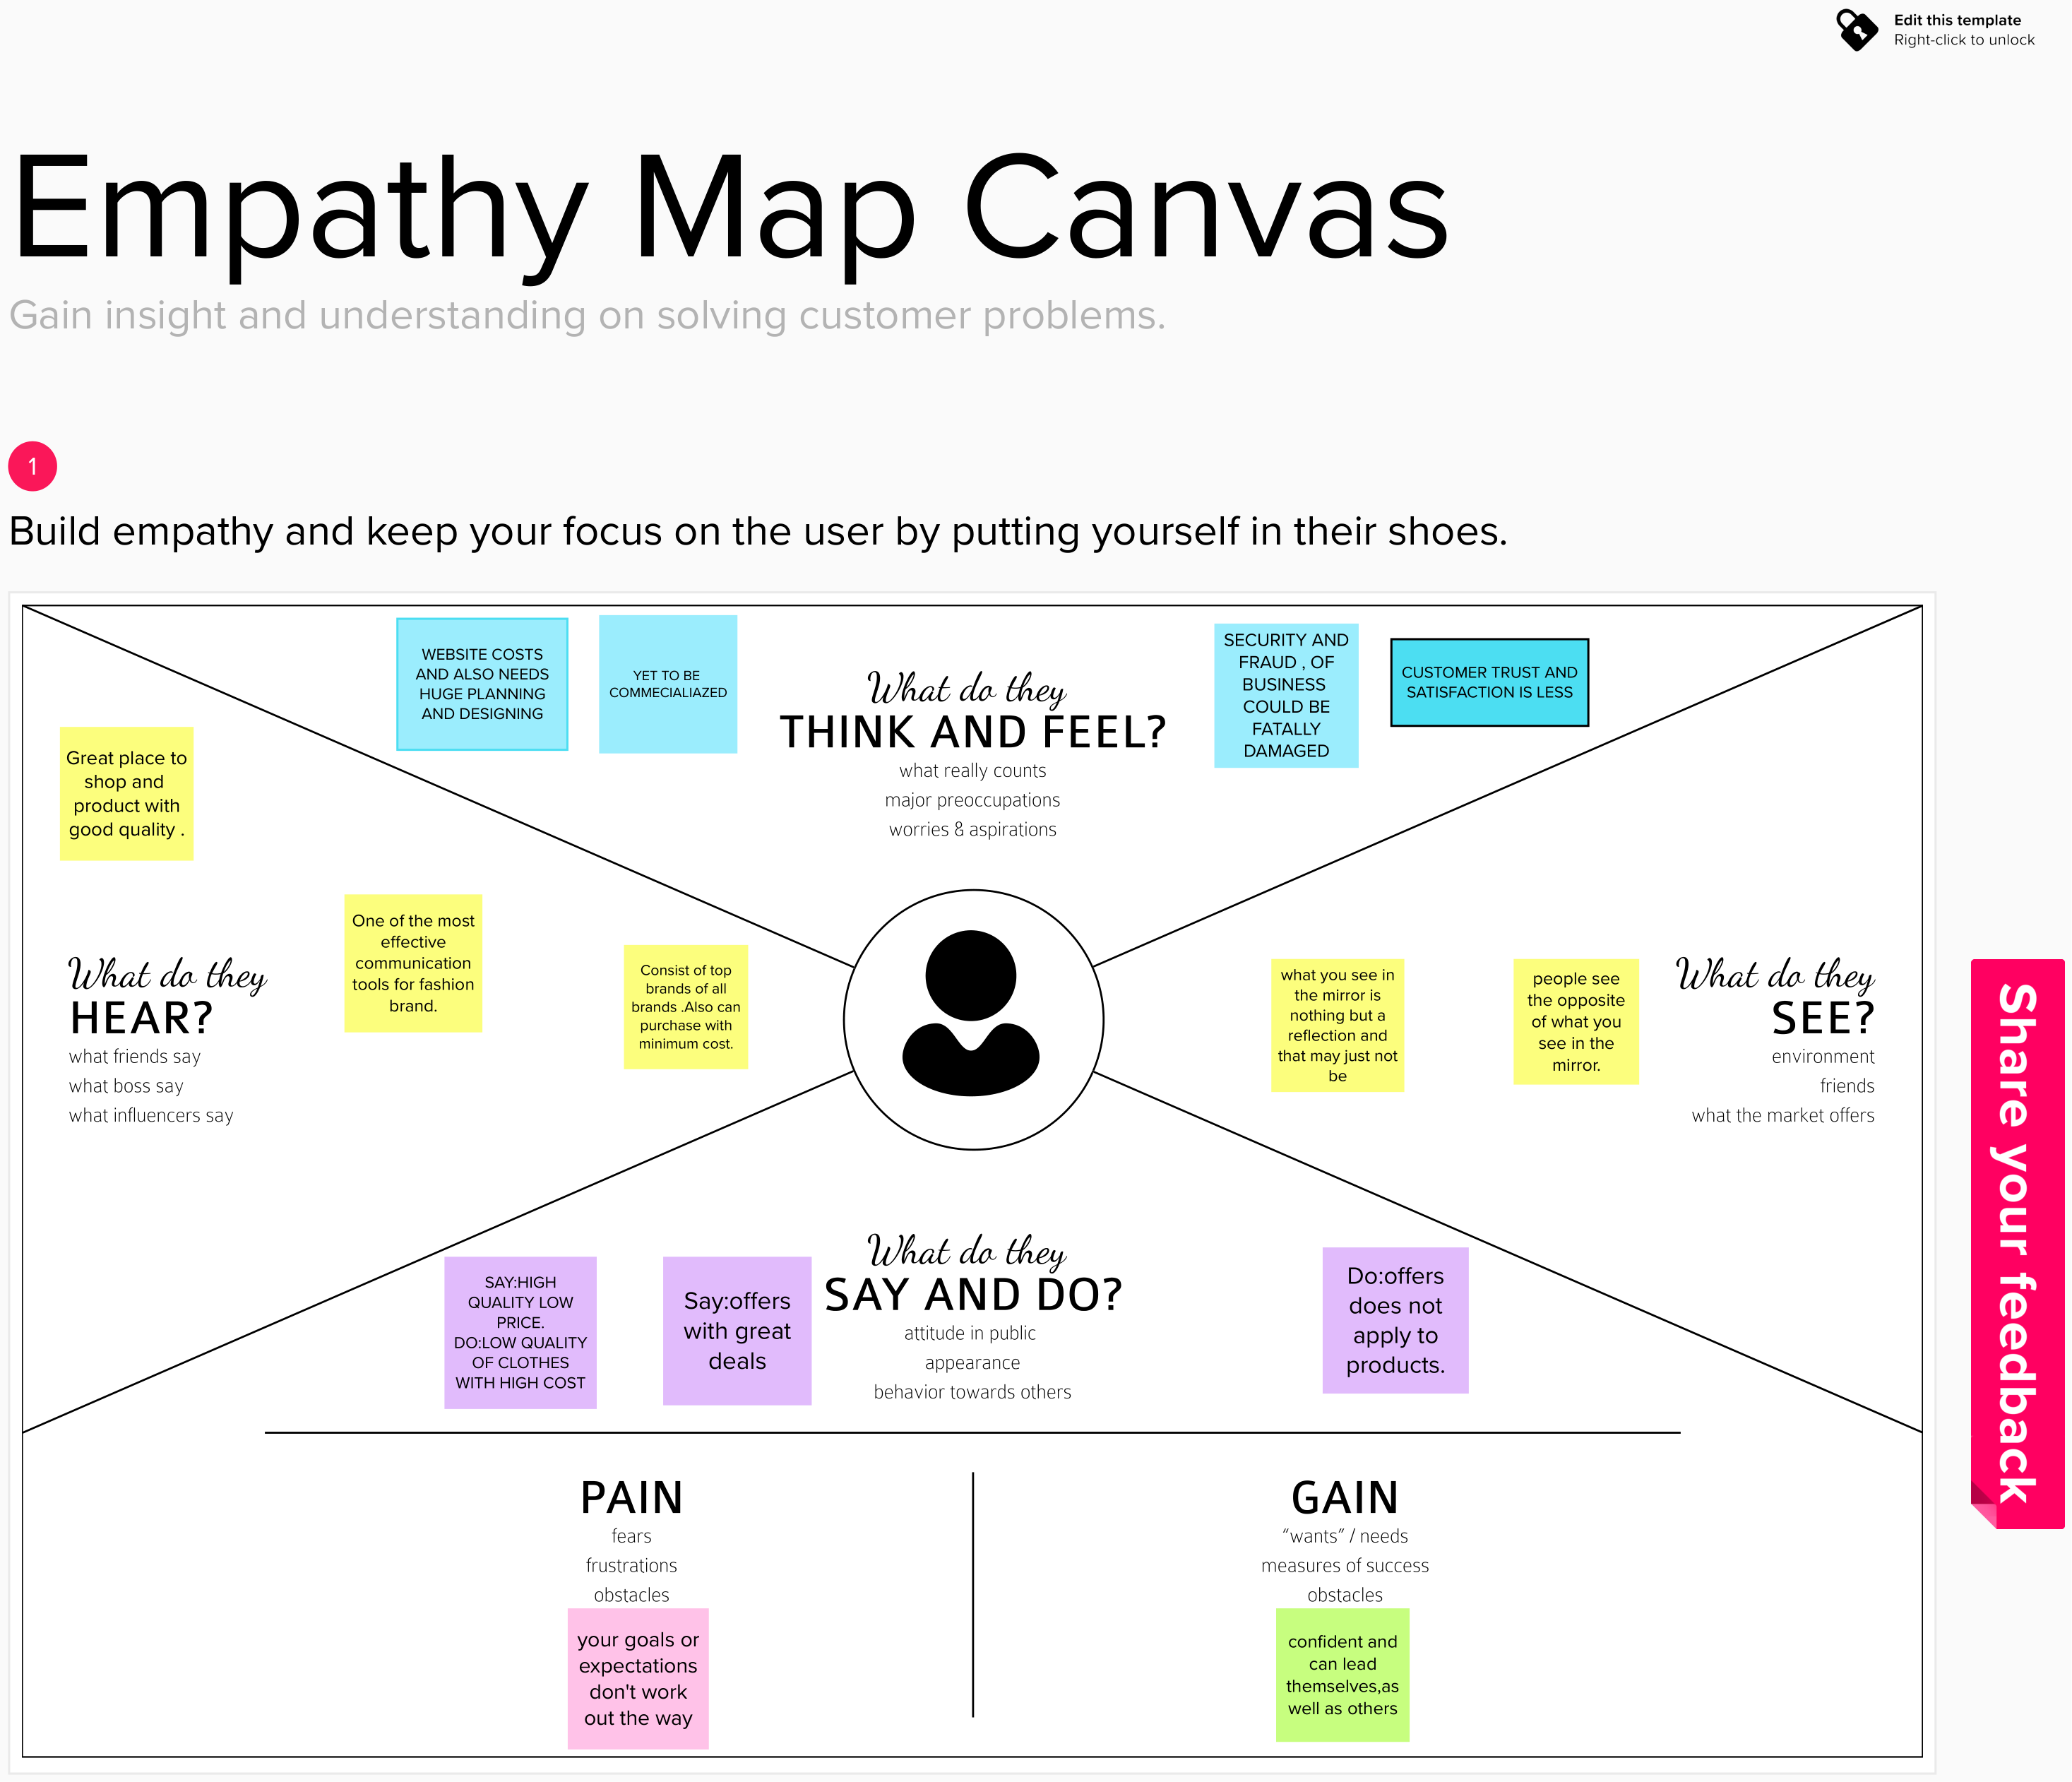 Edit this template
Right-click to unlock
Empathy Map Canvas
Gain insight and understanding on solving customer problems.
1
Build empathy and keep your focus on the user by putting yourself in their shoes.
WEBSITE COSTS
AND ALSO NEEDS
HUGE PLANNING
AND DESIGNING
YET TO BE
COMMECIALIAZED
What do they
THINK AND FEEL?
what really counts
major preoccupations
worries & aspirations
SECURITY AND
FRAUD , OF
BUSINESS
COULD BE
FATALLY
DAMAGED
CUSTOMER TRUST AND
SATISFACTION IS LESS
Great place to
shop and
product with
good quality .
What do they
HEAR?
what friends say
what boss say
what influencers say
One of the most
effective
communication
tools for fashion
brand.
Consist of top
brands of all
brands .Also can
purchase with
minimum cost.
what you see in
the mirror is
nothing but a
reflection and
that may just not
be
people see
the opposite
of what you
see in the
mirror.
What do they
SEE?
environment
friends
what the market offers
Share your feedback
SAY:HIGH
QUALITY LOW
PRICE.
DO:LOW QUALITY
OF CLOTHES
WITH HIGH COST
Say:offers
with great
deals
What do they
SAY AND DO?
attitude in public
appearance
behavior towards others
Do:offers
does not
apply to
products.
PAIN
fears
frustrations
obstacles
your goals or
expectations
don't work
out the way
GAIN
“wants” / needs
measures of success
obstacles
confident and
can lead
themselves,as
well as others